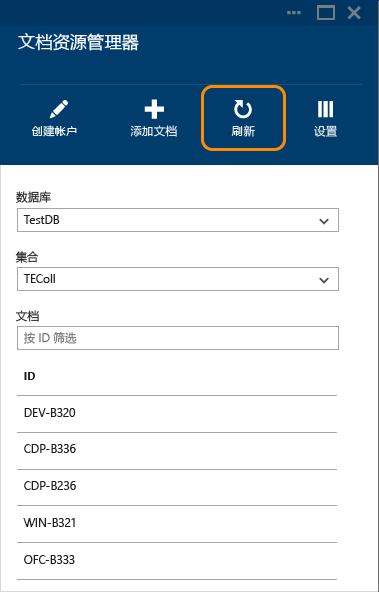 文档资源管理器
创建帐户
添加文档
刷新
设置
数据库
TestDB
集合
TEColl
文档
按 ID 筛选
ID
DEV-B320
CDP-B336
CDP-B236
WIN-B321
OFC-B333